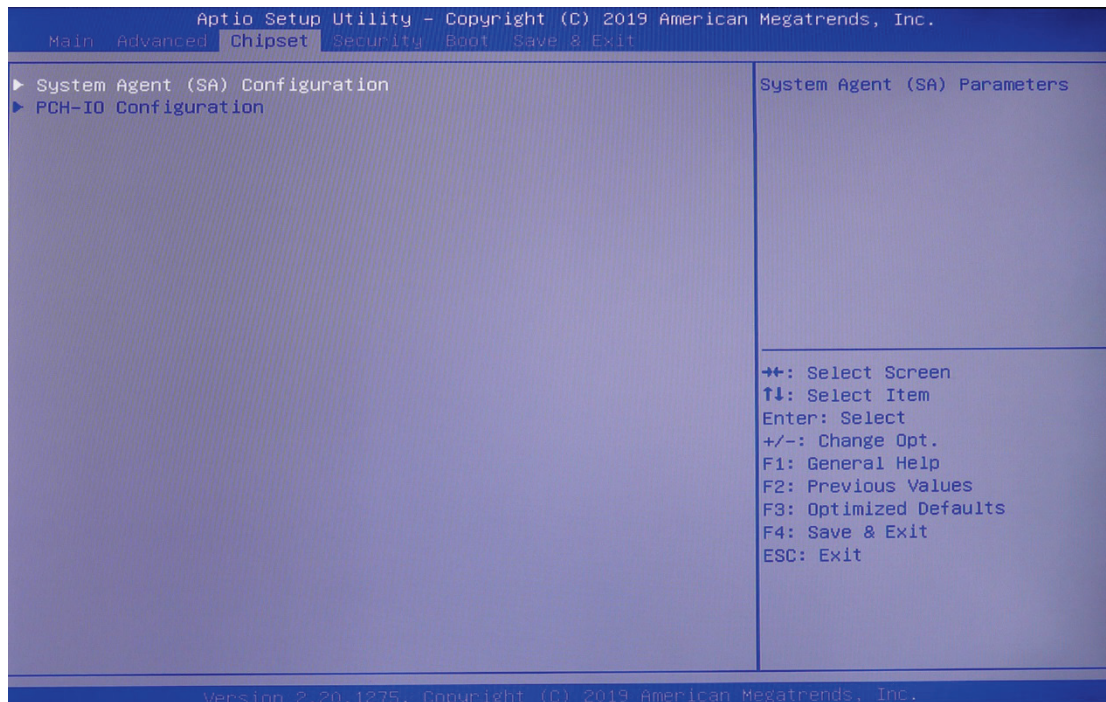 Aptio Setup Utility – Copyright (C) 2019 American Megatrends, Inc.
Main Advanced Chipset Security Boot Save & Exit
► System Agent (SA) Configuration
► PCH-IO Configuration
System Agent (SA) Parameters
→←: Select Screen
↑↓: Select Item
Enter: Select
+/-: Change Opt.
F1: General Help
F2: Previous Values
F3: Optimized Defaults
F4: Save & Exit
ESC: Exit
Version 2.20.1275. Copyright (C) 2019 American Megatrends, Inc.